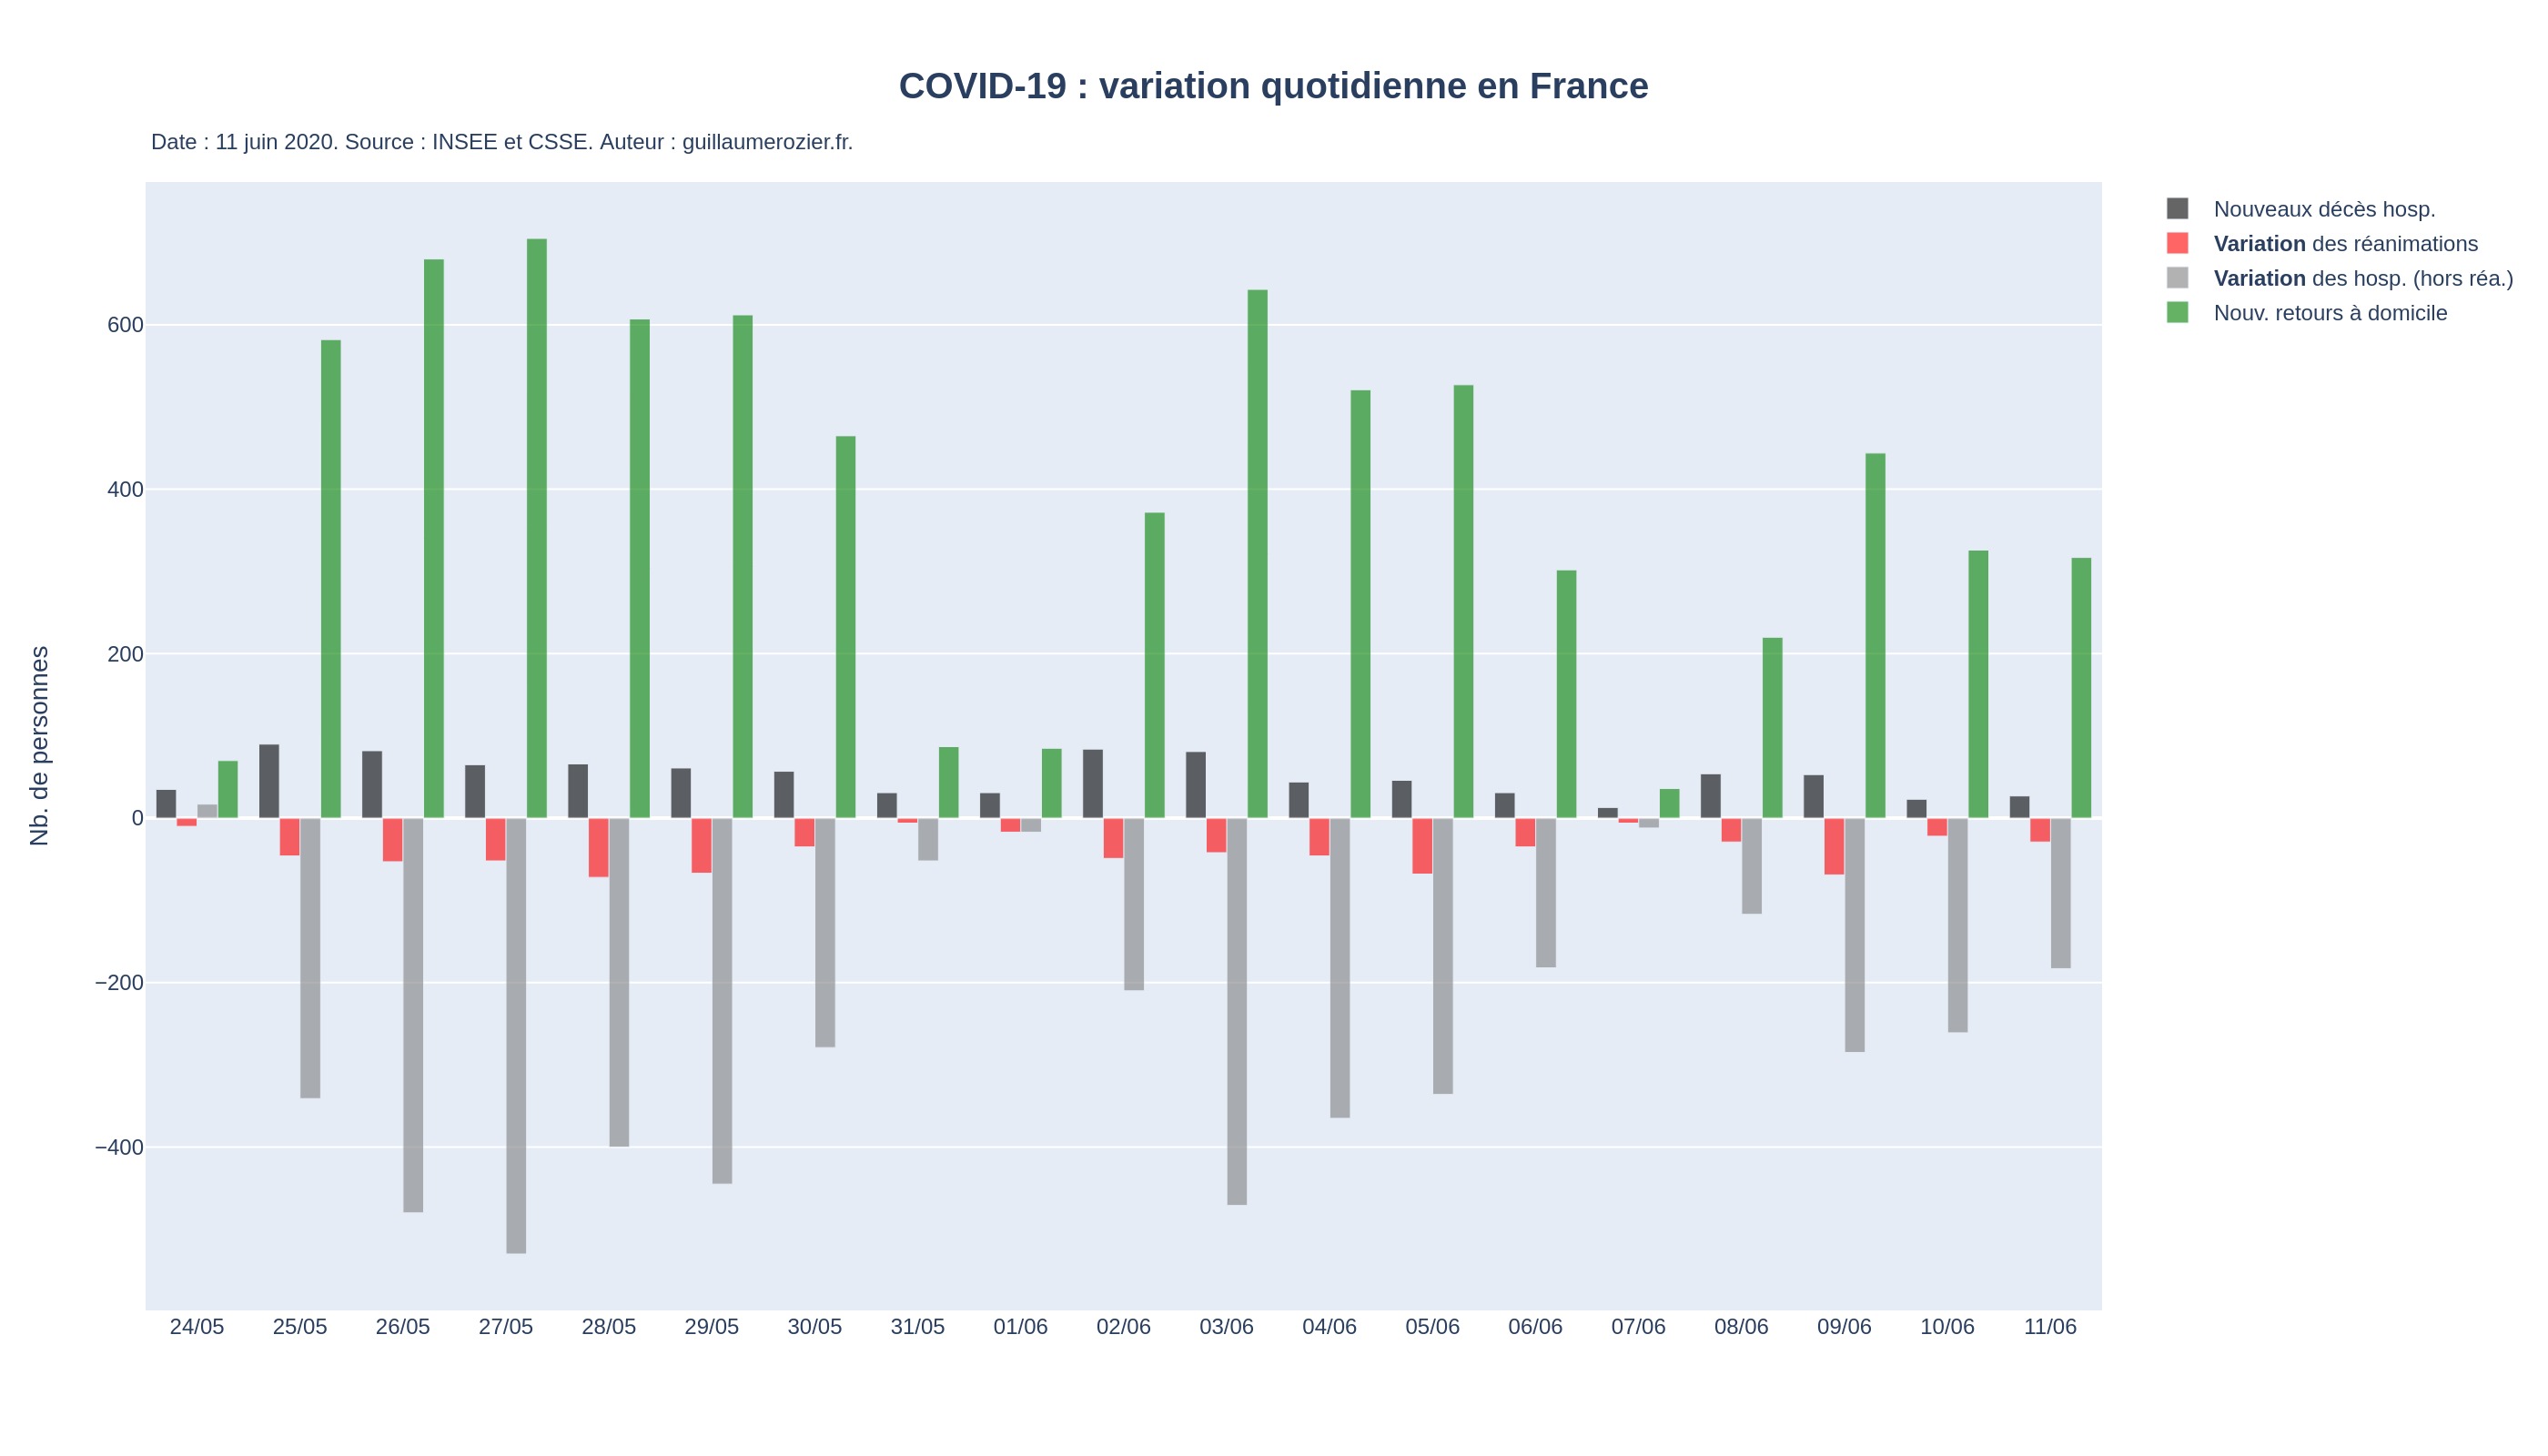 COVID-19 : variation quotidienne en France
Date : 11 juin 2020. Source : INSEE et CSSE. Auteur : guillaumerozier.fr.
Nouveaux décès hosp.
Variation des réanimations
Variation des hosp. (hors réa.)
Nouv. retours à domicile
Nb. de personnes
600
400
200
0
−200
−400
24/05 25/05 26/05 27/05 28/05 29/05 30/05 31/05 01/06 02/06 03/06 04/06 05/06 06/06 07/06 08/06 09/06 10/06 11/06